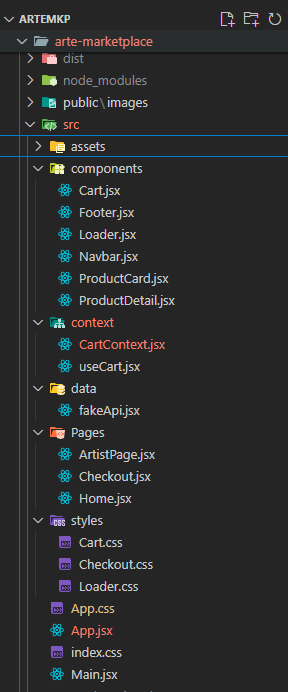 ARTEMKP
arte-marketplace
dist
node_modules
public\images
src
assets
components
Cart.jsx
Footer.jsx
Loader.jsx
Navbar.jsx
ProductCard.jsx
ProductDetail.jsx
context
CartContext.jsx
useCart.jsx
data
fakeApi.jsx
Pages
ArtistPage.jsx
Checkout.jsx
Home.jsx
styles
Cart.css
Checkout.css
Loader.css
App.css
App.jsx
index.css
Main.jsx